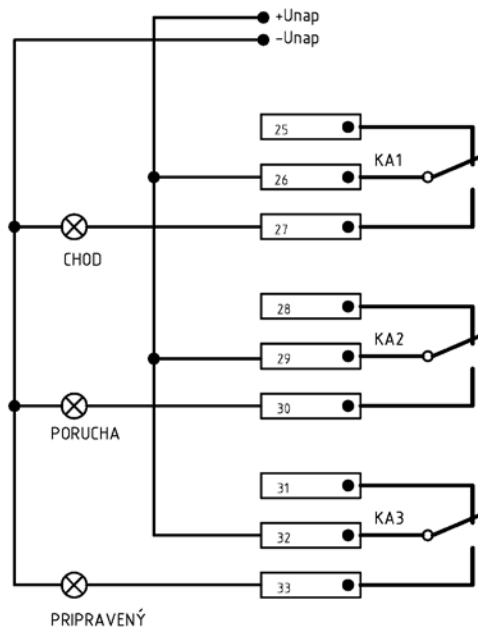 +Unap
-Unap
25
KA1
26
27
CHOD
28
KA2
29
30
PORUCHA
31
KA3
32
33
PRIPRAVENÝ